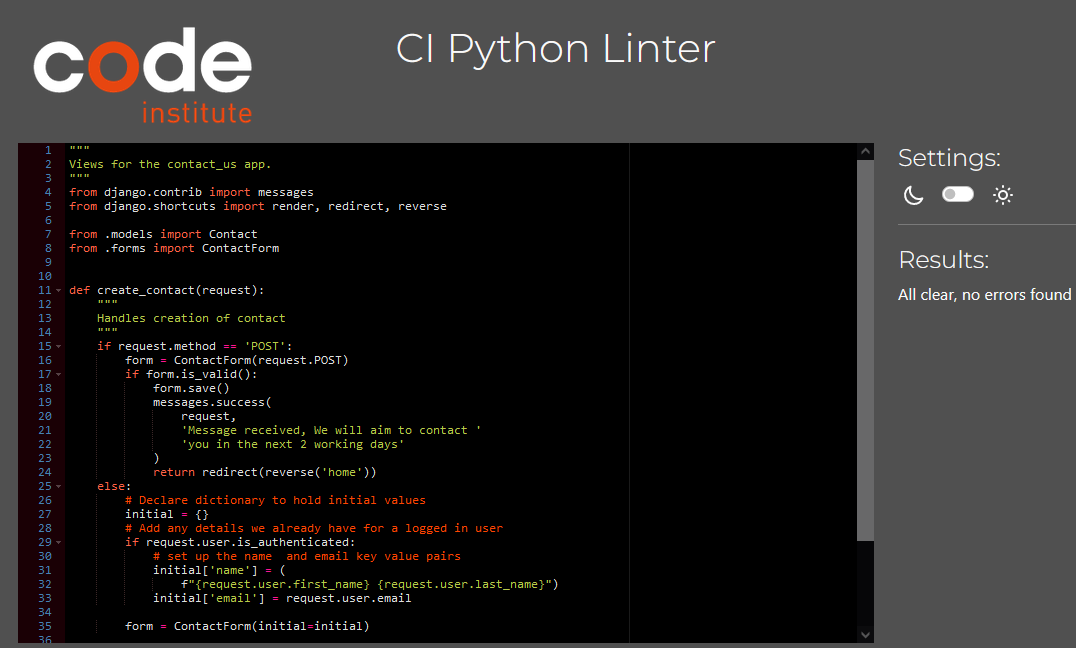 code
institute
CI Python Linter
1 """
2 Views for the contact_us app.
3 """
4 from django.contrib import messages
5 from django.shortcuts import render, redirect, reverse
6
7 from .models import Contact
8 from .forms import ContactForm
9
10
11 def create_contact(request):
12     """
13     Handles creation of contact
14     """
15     if request.method == 'POST':
16         form = ContactForm(request.POST)
17         if form.is_valid():
18             form.save()
19             messages.success(
20                 request,
21                 'Message received, We will aim to contact '
22                 'you in the next 2 working days'
23             )
24             return redirect(reverse('home'))
25     else:
26         # Declare dictionary to hold initial values
27         initial = {}
28         # Add any details we already have for a logged in user
29         if request.user.is_authenticated:
30             # set up the name  and email key value pairs
31             initial['name'] = (
32                 f"{request.user.first_name} {request.user.last_name}")
33             initial['email'] = request.user.email
34
35         form = ContactForm(initial=initial)
36
Settings:
Results:
All clear, no errors found